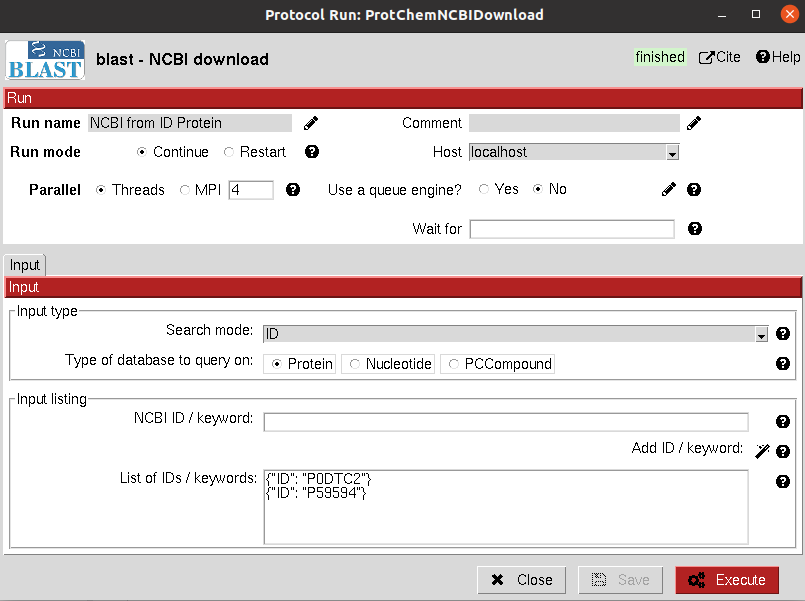 Protocol Run: ProtChemNCBIDownload
NCBI
BLAST
blast - NCBI download
finished Cite Help
Run
Run name NCBI from ID Protein Comment
Run mode Continue Restart Host localhost
Parallel Threads MPI 4 Use a queue engine? Yes No
Wait for
Input
Input
Input type
Search mode: ID
Type of database to query on: Protein Nucleotide PCCompound
Input listing
NCBI ID / keyword:
Add ID / keyword:
List of IDs / keywords: {"ID": "P0DTC2"}
{"ID": "P59594"}
Close Save Execute